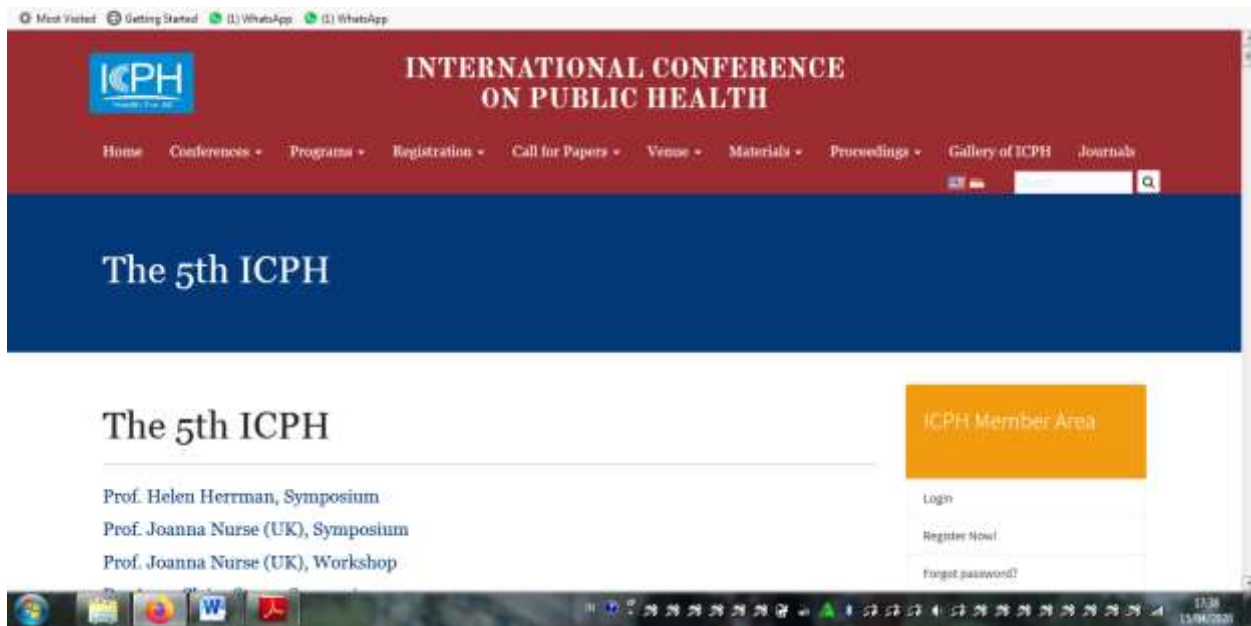 Most Visited Getting Started (1) WhatsApp (1) WhatsApp
ICPH
INTERNATIONAL CONFERENCE
ON PUBLIC HEALTH
Home Conferences Programs Registration Call for Papers Venue Materials Proceedings Gallery of ICPH Journals
The 5th ICPH
The 5th ICPH
ICPH Member Area
Prof. Helen Herrman, Symposium
Login
Prof. Joanna Nurse (UK), Symposium
Register Now!
Prof. Joanna Nurse (UK), Workshop
Forgot password?
17:38